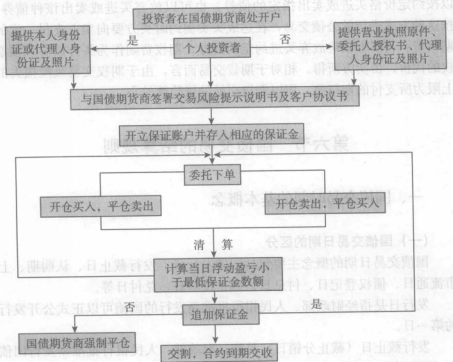 投资者在国债期货商处开户
提供本人身份
证或代理人身
份证及照片
是
个人投资者
否
提供营业执照原件、
委托人授权书、代理
人身份证及照片
与国债期货商签署交易风险提示说明及客户协议书
开立保证账户并存入相应的保证金
委托下单
开仓买入，平仓卖出
开仓卖出，平仓买入
清 算
计算当日浮动盈亏小
于最低保证金数额
否
是
追加保证金
国债期货商强制平仓
交割、合约到期交收